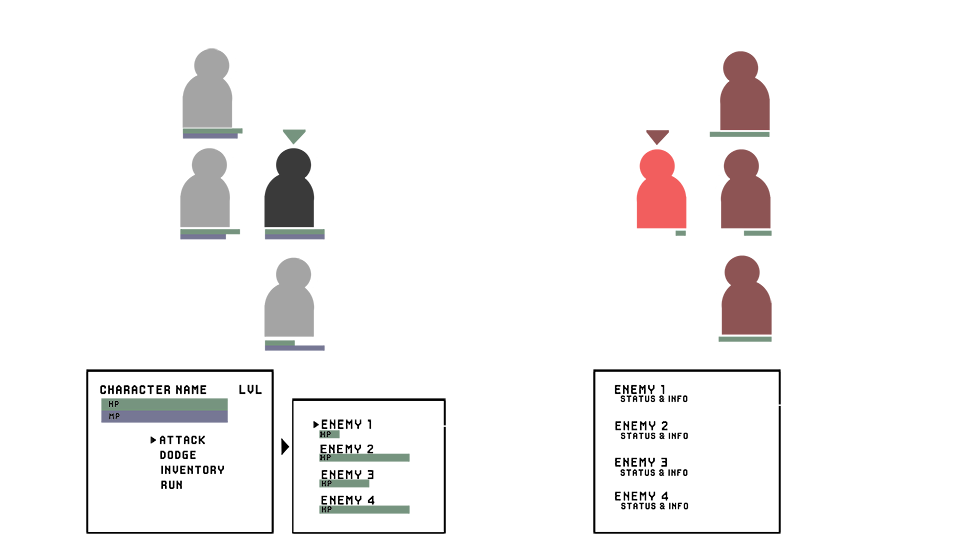 CHARACTER NAME LVL
HP
MP
ATTACK
DODGE
INVENTORY
RUN
ENEMY 1
HP
ENEMY 2
HP
ENEMY 3
HP
ENEMY 4
HP
ENEMY 1
STATUS & INFO
ENEMY 2
STATUS & INFO
ENEMY 3
STATUS & INFO
ENEMY 4
STATUS & INFO